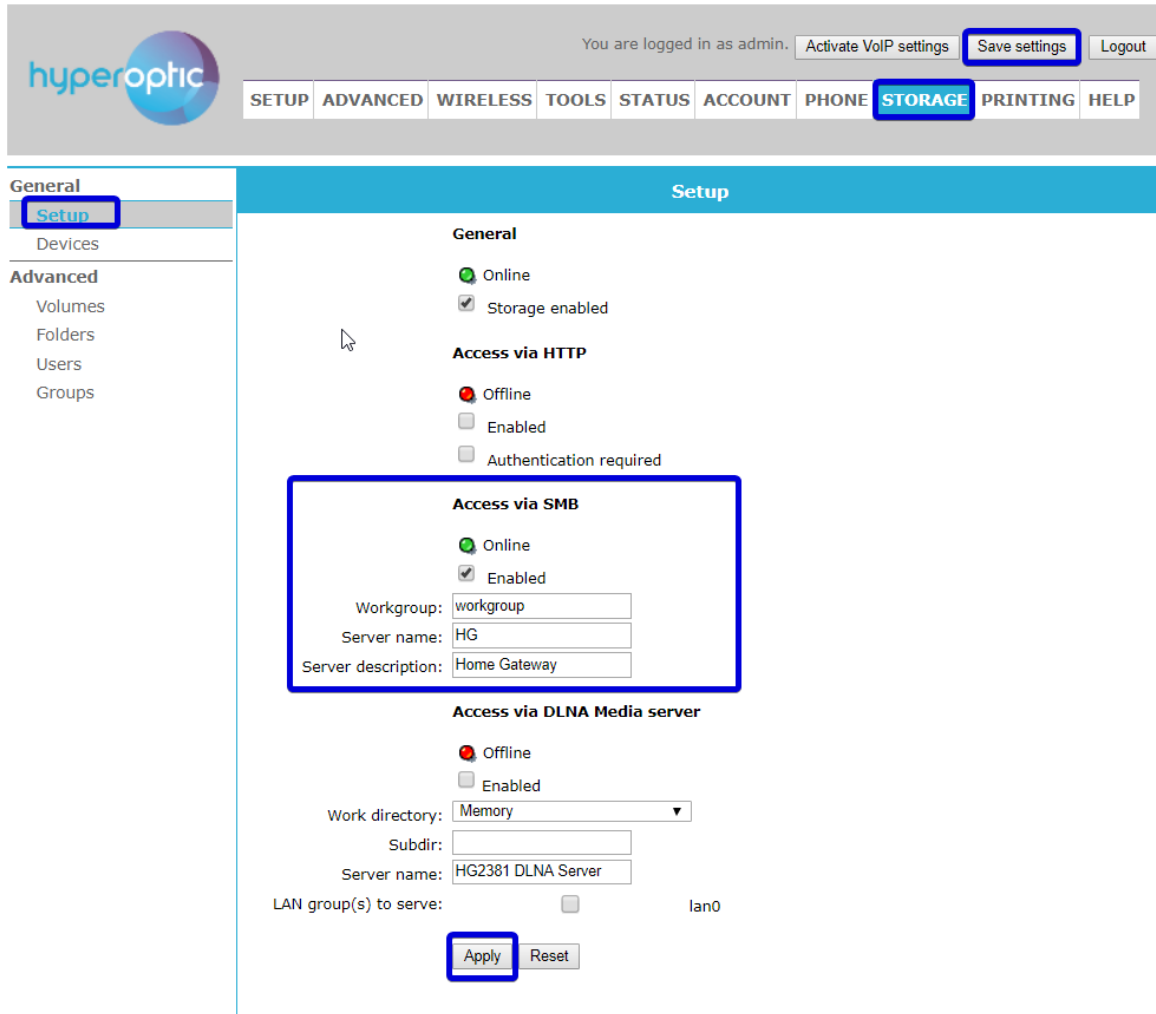 hyperoptic
You are logged in as admin. Activate VoIP settings Save settings Logout
SETUP ADVANCED WIRELESS TOOLS STATUS ACCOUNT PHONE STORAGE PRINTING HELP
General
Setup
Devices
Advanced
Volumes
Folders
Users
Groups
Setup
General
Online
Storage enabled
Access via HTTP
Offline
Enabled
Authentication required
Access via SMB
Online
Enabled
Workgroup: workgroup
Server name: HG
Server description: Home Gateway
Access via DLNA Media server
Offline
Enabled
Work directory: Memory
Subdir:
Server name: HG2381 DLNA Server
LAN group(s) to serve: lan0
Apply Reset